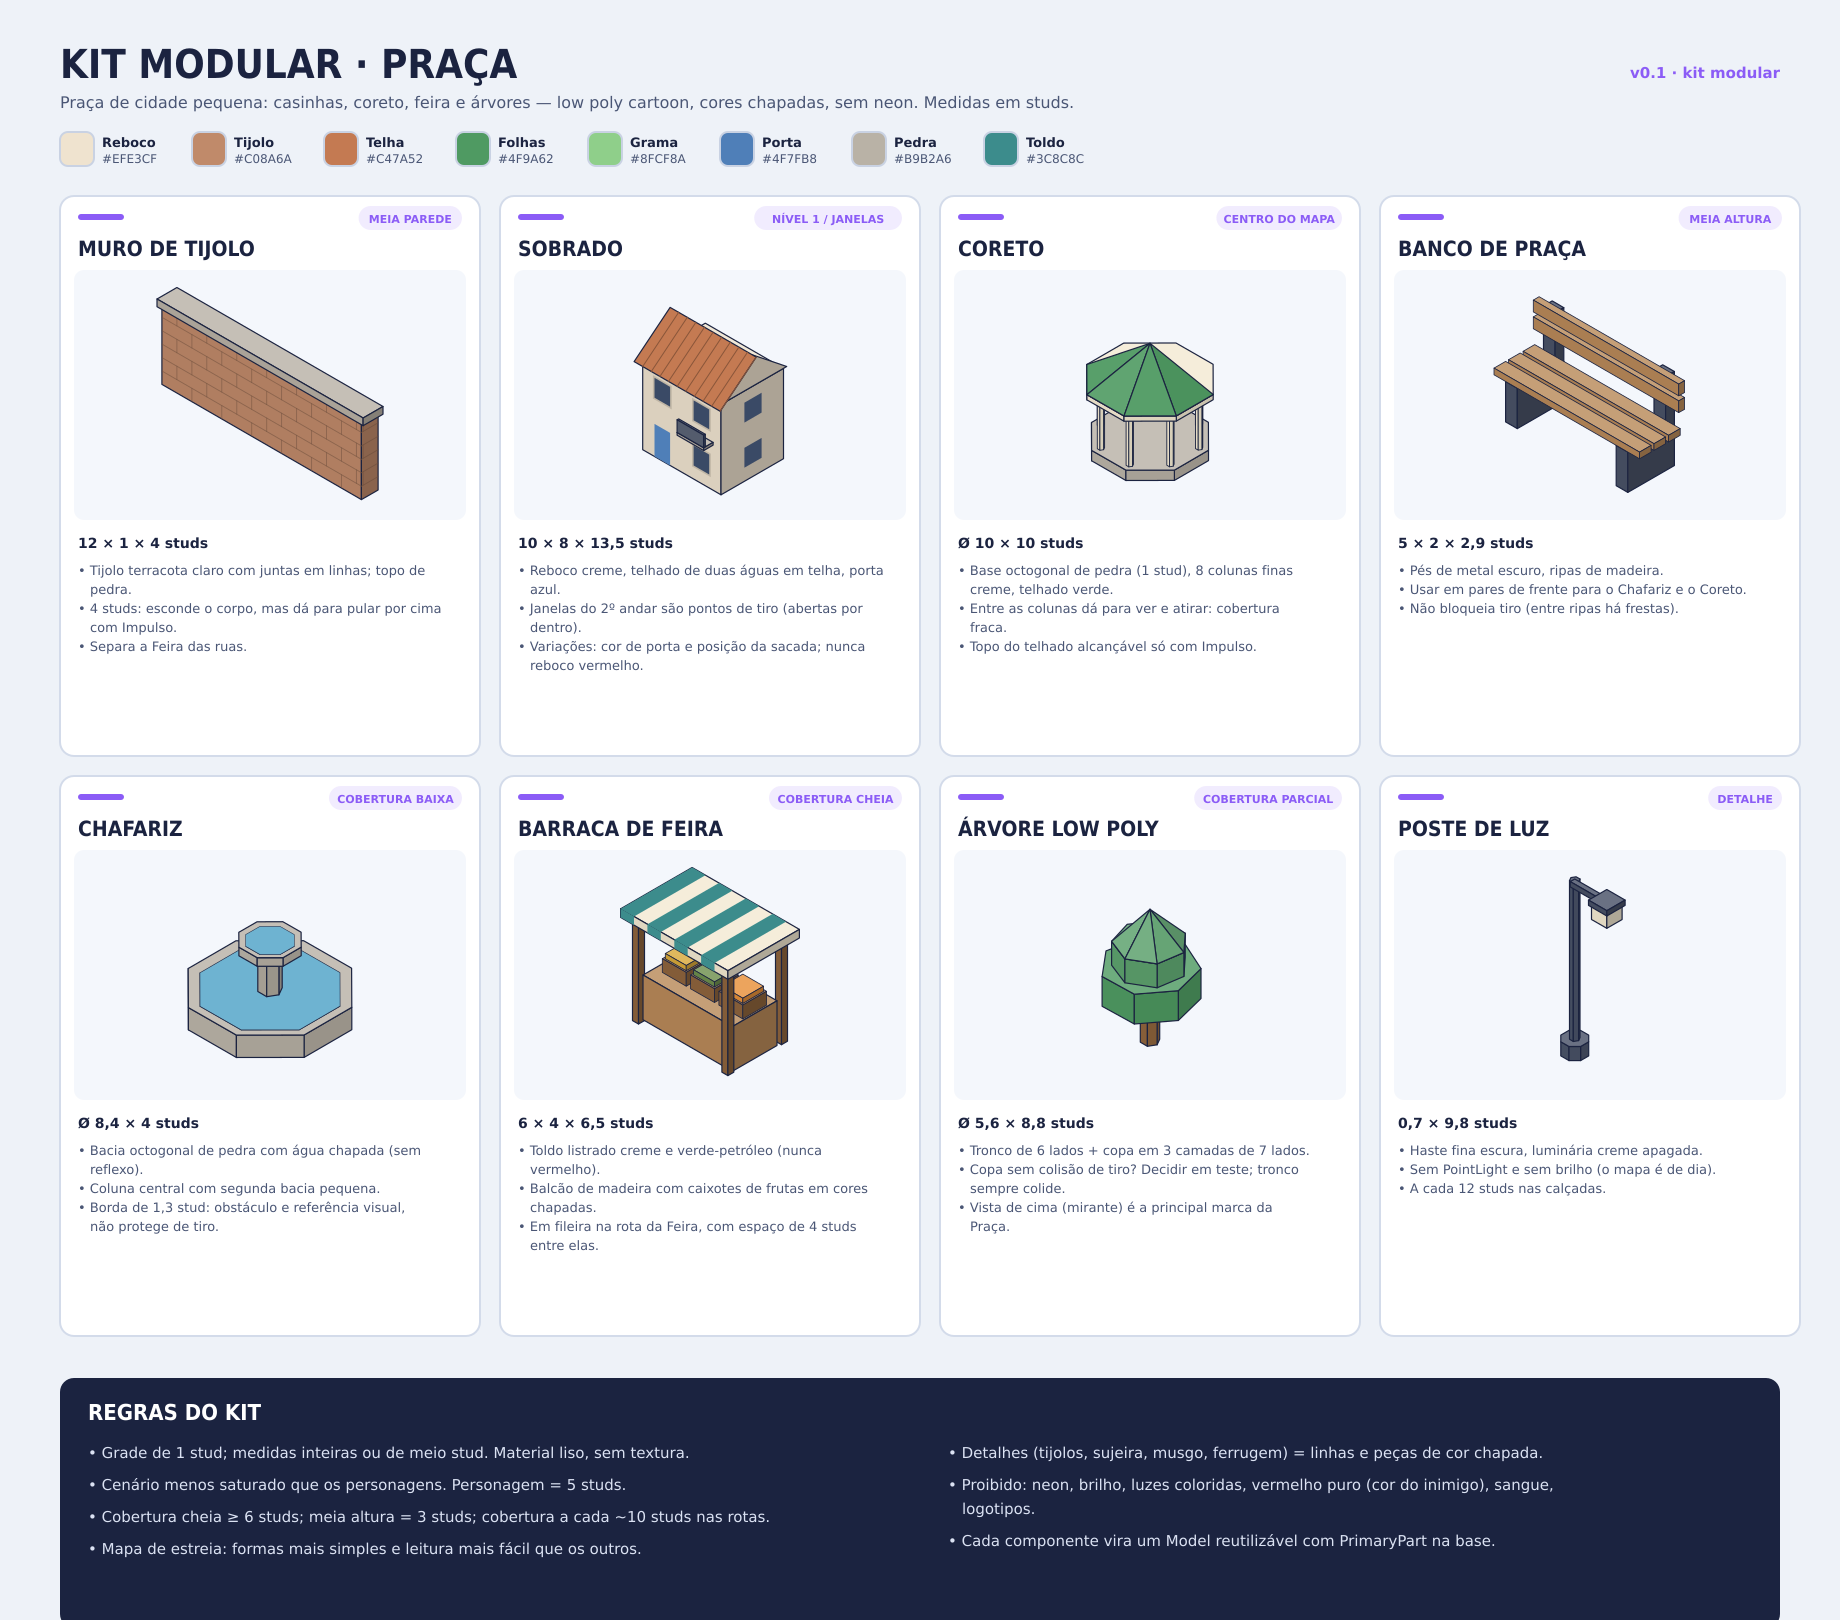 KIT MODULAR · PRAÇA
v0.1 · kit modular
Praça de cidade pequena: casinhas, coreto, feira e árvores — low poly cartoon, cores chapadas, sem neon. Medidas em studs.
Reboco
#EFE3CF
Tijolo
#C08A6A
Telha
#C47A52
Folhas
#4F9A62
Grama
#8FCF8A
Porta
#4F7FB8
Pedra
#B9B2A6
Toldo
#3C8C8C
MEIA PAREDE
MURO DE TIJOLO
12 × 1 × 4 studs
• Tijolo terracota claro com juntas em linhas; topo de
pedra.
• 4 studs: esconde o corpo, mas dá para pular por cima
com Impulso.
• Separa a Feira das ruas.
NÍVEL 1 / JANELAS
SOBRADO
10 × 8 × 13,5 studs
• Reboco creme, telhado de duas águas em telha, porta
azul.
• Janelas do 2º andar são pontos de tiro (abertas por
dentro).
• Variações: cor de porta e posição da sacada; nunca
reboco vermelho.
CENTRO DO MAPA
CORETO
Ø 10 × 10 studs
• Base octogonal de pedra (1 stud), 8 colunas finas
creme, telhado verde.
• Entre as colunas dá para ver e atirar: cobertura
fraca.
• Topo do telhado alcançável só com Impulso.
MEIA ALTURA
BANCO DE PRAÇA
5 × 2 × 2,9 studs
• Pés de metal escuro, ripas de madeira.
• Usar em pares de frente para o Chafariz e o Coreto.
• Não bloqueia tiro (entre ripas há frestas).
COBERTURA BAIXA
CHAFARIZ
Ø 8,4 × 4 studs
• Bacia octogonal de pedra com água chapada (sem
reflexo).
• Coluna central com segunda bacia pequena.
• Borda de 1,3 stud: obstáculo e referência visual,
não protege de tiro.
COBERTURA CHEIA
BARRACA DE FEIRA
6 × 4 × 6,5 studs
• Toldo listrado creme e verde-petróleo (nunca
vermelho).
• Balcão de madeira com caixotes de frutas em cores
chapadas.
• Em fileira na rota da Feira, com espaço de 4 studs
entre elas.
COBERTURA PARCIAL
ÁRVORE LOW POLY
Ø 5,6 × 8,8 studs
• Tronco de 6 lados + copa em 3 camadas de 7 lados.
• Copa sem colisão de tiro? Decidir em teste; tronco
sempre colide.
• Vista de cima (mirante) é a principal marca da
Praça.
DETALHE
POSTE DE LUZ
0,7 × 9,8 studs
• Haste fina escura, luminária creme apagada.
• Sem PointLight e sem brilho (o mapa é de dia).
• A cada 12 studs nas calçadas.
REGRAS DO KIT
• Grade de 1 stud; medidas inteiras ou de meio stud. Material liso, sem textura.
• Cenário menos saturado que os personagens. Personagem = 5 studs.
• Cobertura cheia ≥ 6 studs; meia altura = 3 studs; cobertura a cada ~10 studs nas rotas.
• Mapa de estreia: formas mais simples e leitura mais fácil que os outros.
• Detalhes (tijolos, sujeira, musgo, ferrugem) = linhas e peças de cor chapada.
• Proibido: neon, brilho, luzes coloridas, vermelho puro (cor do inimigo), sangue,
logotipos.
• Cada componente vira um Model reutilizável com PrimaryPart na base.